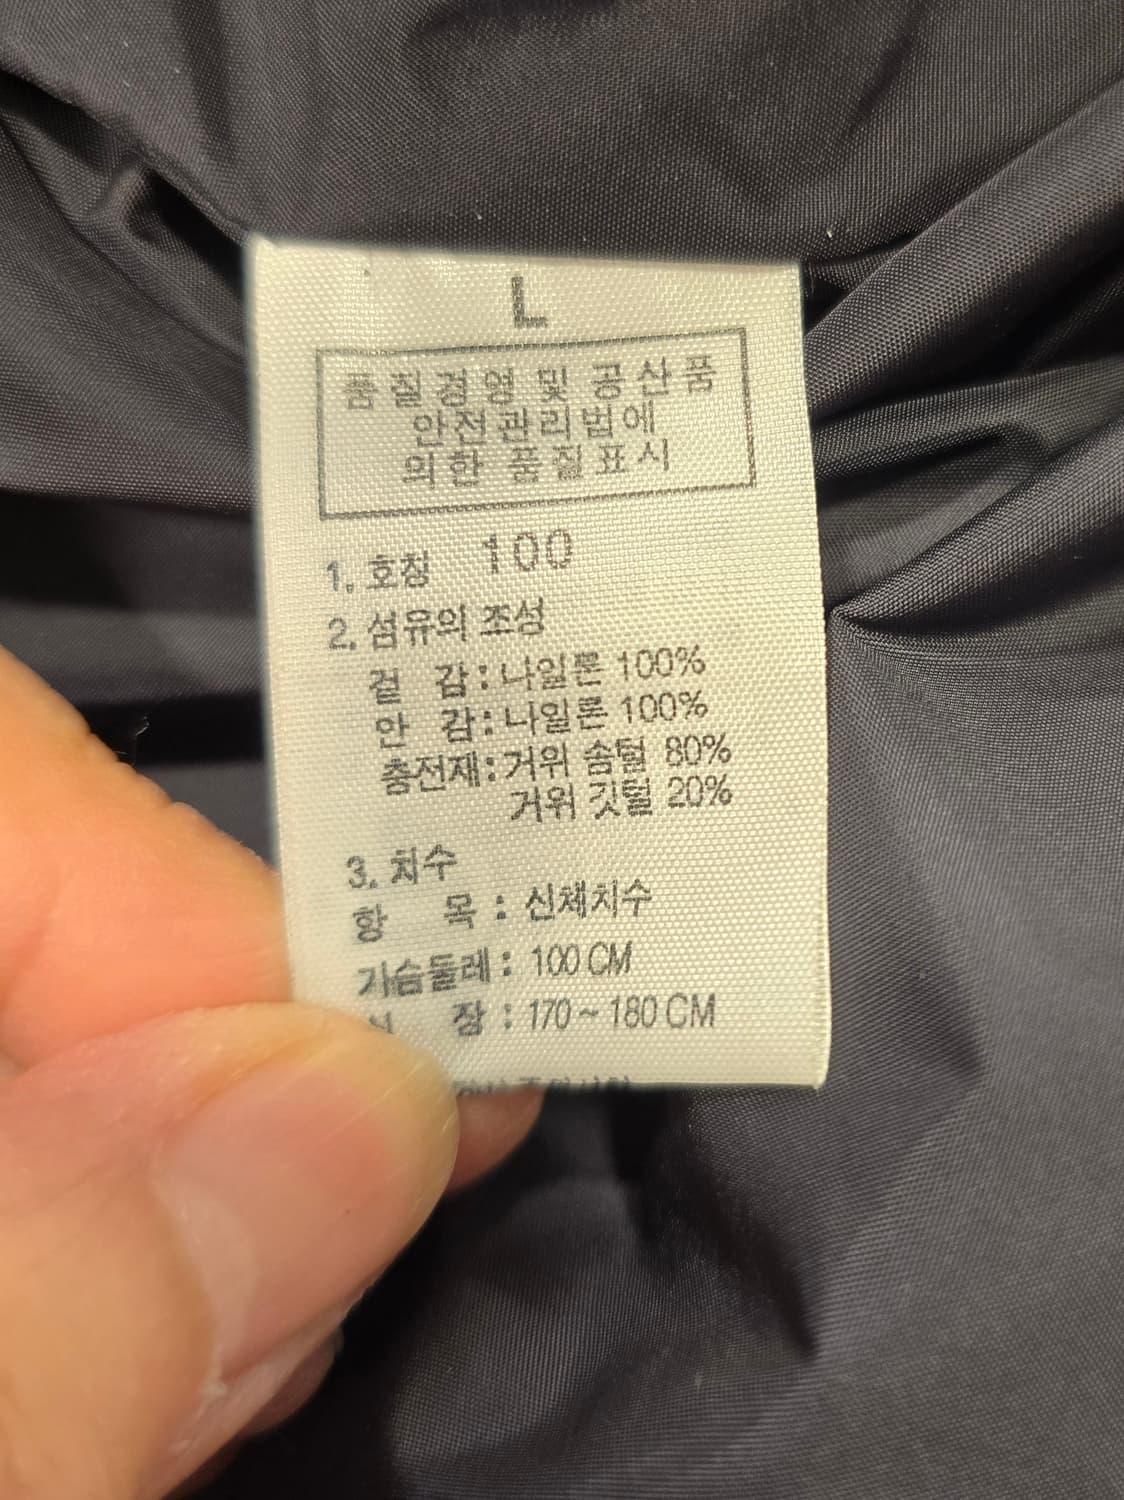 L
품질경영 및 공산품
안전관리법에
의한 품질표시
1. 호칭 100
2. 섬유의 조성
겉 감 : 나일론 100%
안 감 : 나일론 100%
충전재 : 거위 솜털 80%
거위 깃털 20%
3. 치수
항 목 : 신체치수
가슴둘레 : 100 CM
장 : 170 ~ 180 CM